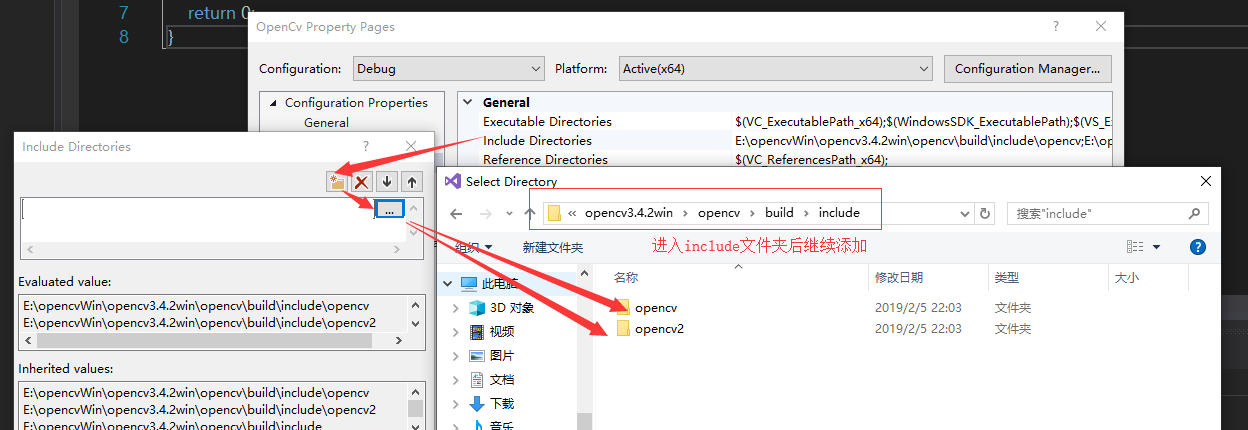 7 return 0;
8 }
OpenCv Property Pages
Configuration: Debug Platform: Active(x64) Configuration Manager...
Configuration Properties
General
General
Executable Directories $(VC_ExecutablePath_x64);$(WindowsSDK_ExecutablePath);$(VS_E
Include Directories E:\opencvWin\opencv3.4.2win\opencv\build\include\opencv;E:\op
Reference Directories $(VC_ReferencesPath_x64);
Include Directories
...
Evaluated value:
E:\opencvWin\opencv3.4.2win\opencv\build\include\opencv
E:\opencvWin\opencv3.4.2win\opencv\build\include\opencv2
Inherited values:
E:\opencvWin\opencv3.4.2win\opencv\build\include\opencv
E:\opencvWin\opencv3.4.2win\opencv\build\include\opencv2
E:\opencvWin\opencv3.4.2win\opencv\build\include
Select Directory
« opencv3.4.2win › opencv › build › include
搜索"include"
组织 新建文件夹
进入include文件夹后继续添加
此电脑
3D 对象
视频
图片
文档
下载
音乐
名称 修改日期 类型 大小
opencv 2019/2/5 22:03 文件夹
opencv2 2019/2/5 22:03 文件夹